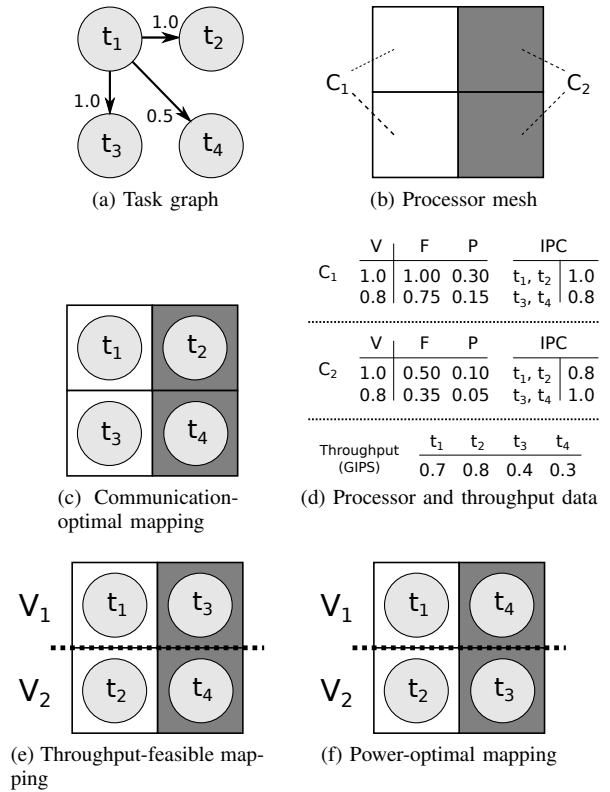 t1 1.0 t2
1.0 0.5
t3 t4
(a) Task graph
C1 C2
(b) Processor mesh
t1 t2
t3 t4
(c) Communication-
optimal mapping
V F P IPC
C1 1.0 1.00 0.30 t1, t2 1.0
0.8 0.75 0.15 t3, t4 0.8
V F P IPC
C2 1.0 0.50 0.10 t1, t2 0.8
0.8 0.35 0.05 t3, t4 1.0
Throughput t1 t2 t3 t4
(GIPS) 0.7 0.8 0.4 0.3
(d) Processor and throughput data
V1 t1 t3
V2 t2 t4
(e) Throughput-feasible map-
ping
V1 t1 t4
V2 t2 t3
(f) Power-optimal mapping